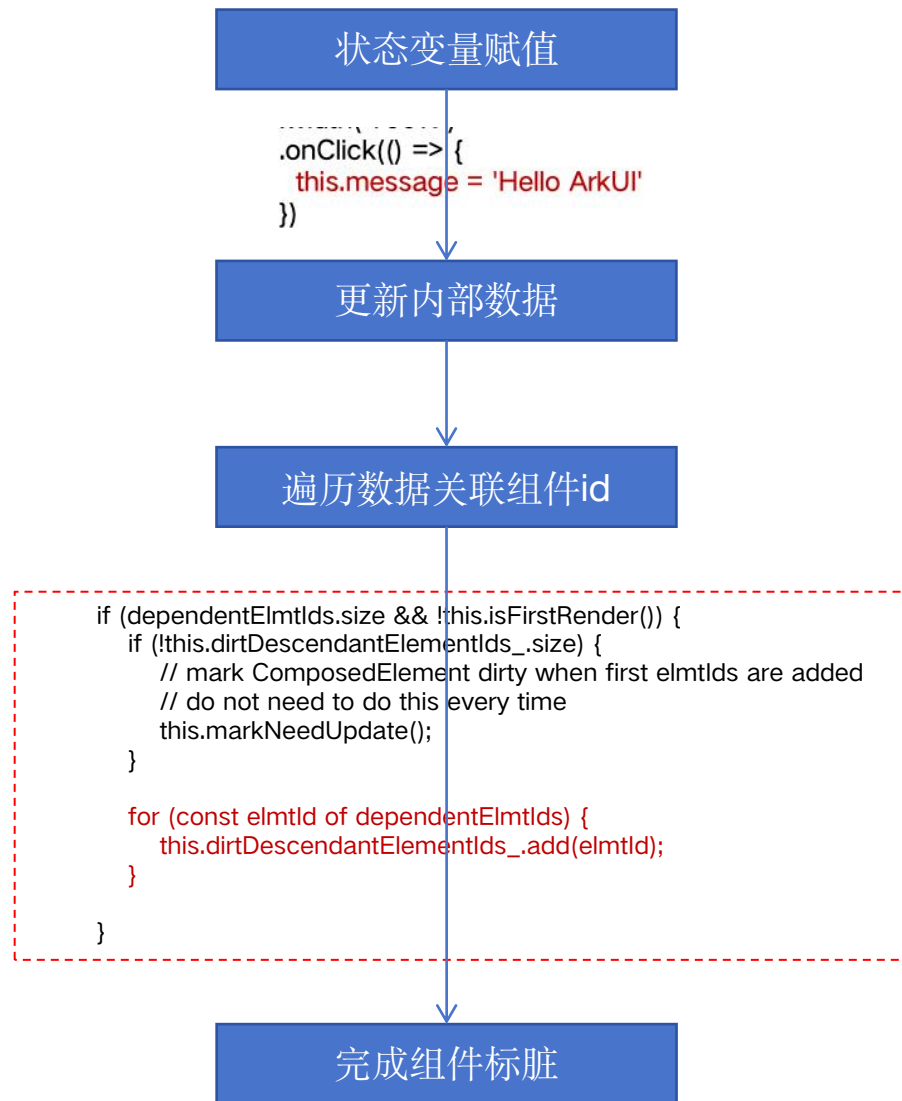 状态变量赋值
.onClick(() => {
this.message = 'Hello ArkUI'
})
更新内部数据
遍历数据关联组件id
if (dependentElmtIds.size && !this.isFirstRender()) {
if (!this.dirtDescendantElementIds_.size) {
// mark ComposedElement dirty when first elmtIds are added
// do not need to do this every time
this.markNeedUpdate();
}
for (const elmtId of dependentElmtIds) {
this.dirtDescendantElementIds_.add(elmtId);
}
}
完成组件标脏